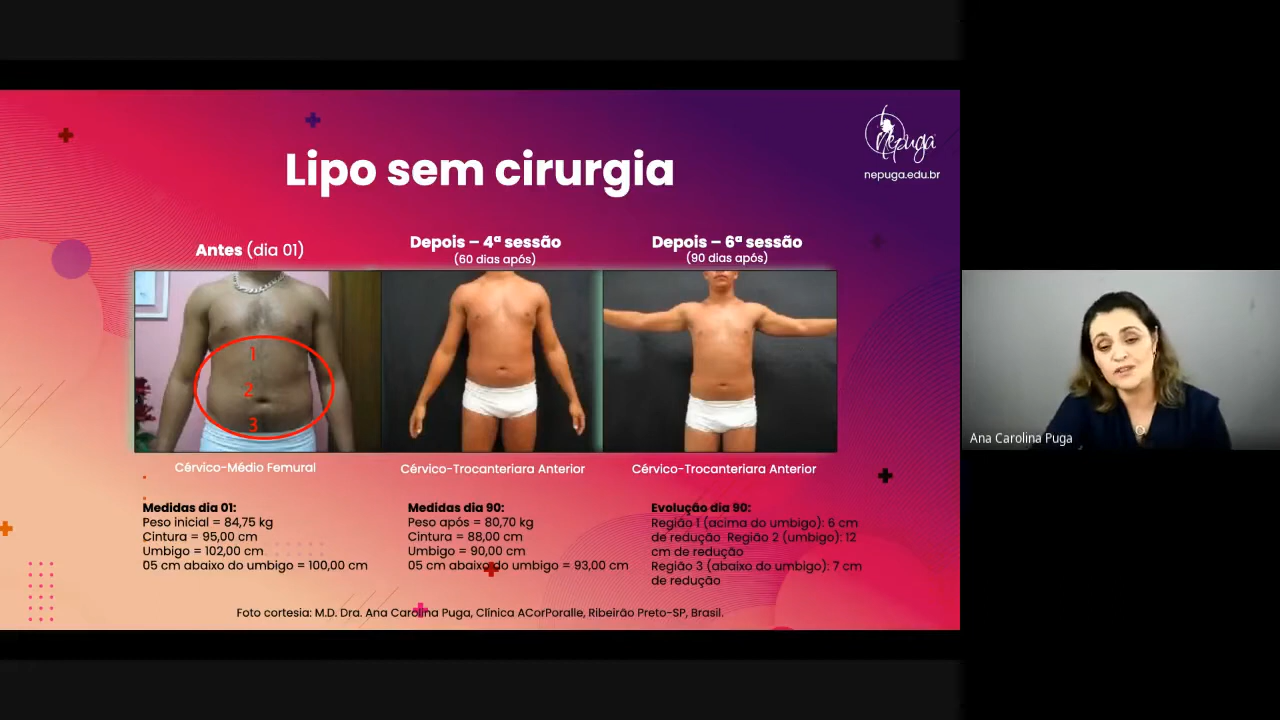 Lipo sem cirurgia
nepuga
nepuga.edu.br
Antes (dia 01)
Depois – 4ª sessão
(60 dias após)
Depois – 6ª sessão
(90 dias após)
1
2
3
Cérvico-Médio Femural
Cérvico-Trocanteriara Anterior
Cérvico-Trocanteriara Anterior
Medidas dia 01:
Peso inicial = 84,75 kg
Cintura = 95,00 cm
Umbigo = 102,00 cm
05 cm abaixo do umbigo = 100,00 cm
Medidas dia 90:
Peso após = 80,70 kg
Cintura = 88,00 cm
Umbigo = 90,00 cm
05 cm abaixo do umbigo = 93,00 cm
Evolução dia 90:
Região 1 (acima do umbigo): 6 cm
de redução Região 2 (umbigo): 12
cm de redução
Região 3 (abaixo do umbigo): 7 cm
de redução
Foto cortesia: M.D. Dra. Ana Carolina Puga, Clínica ACorPoralle, Ribeirão Preto-SP, Brasil.
Ana Carolina Puga